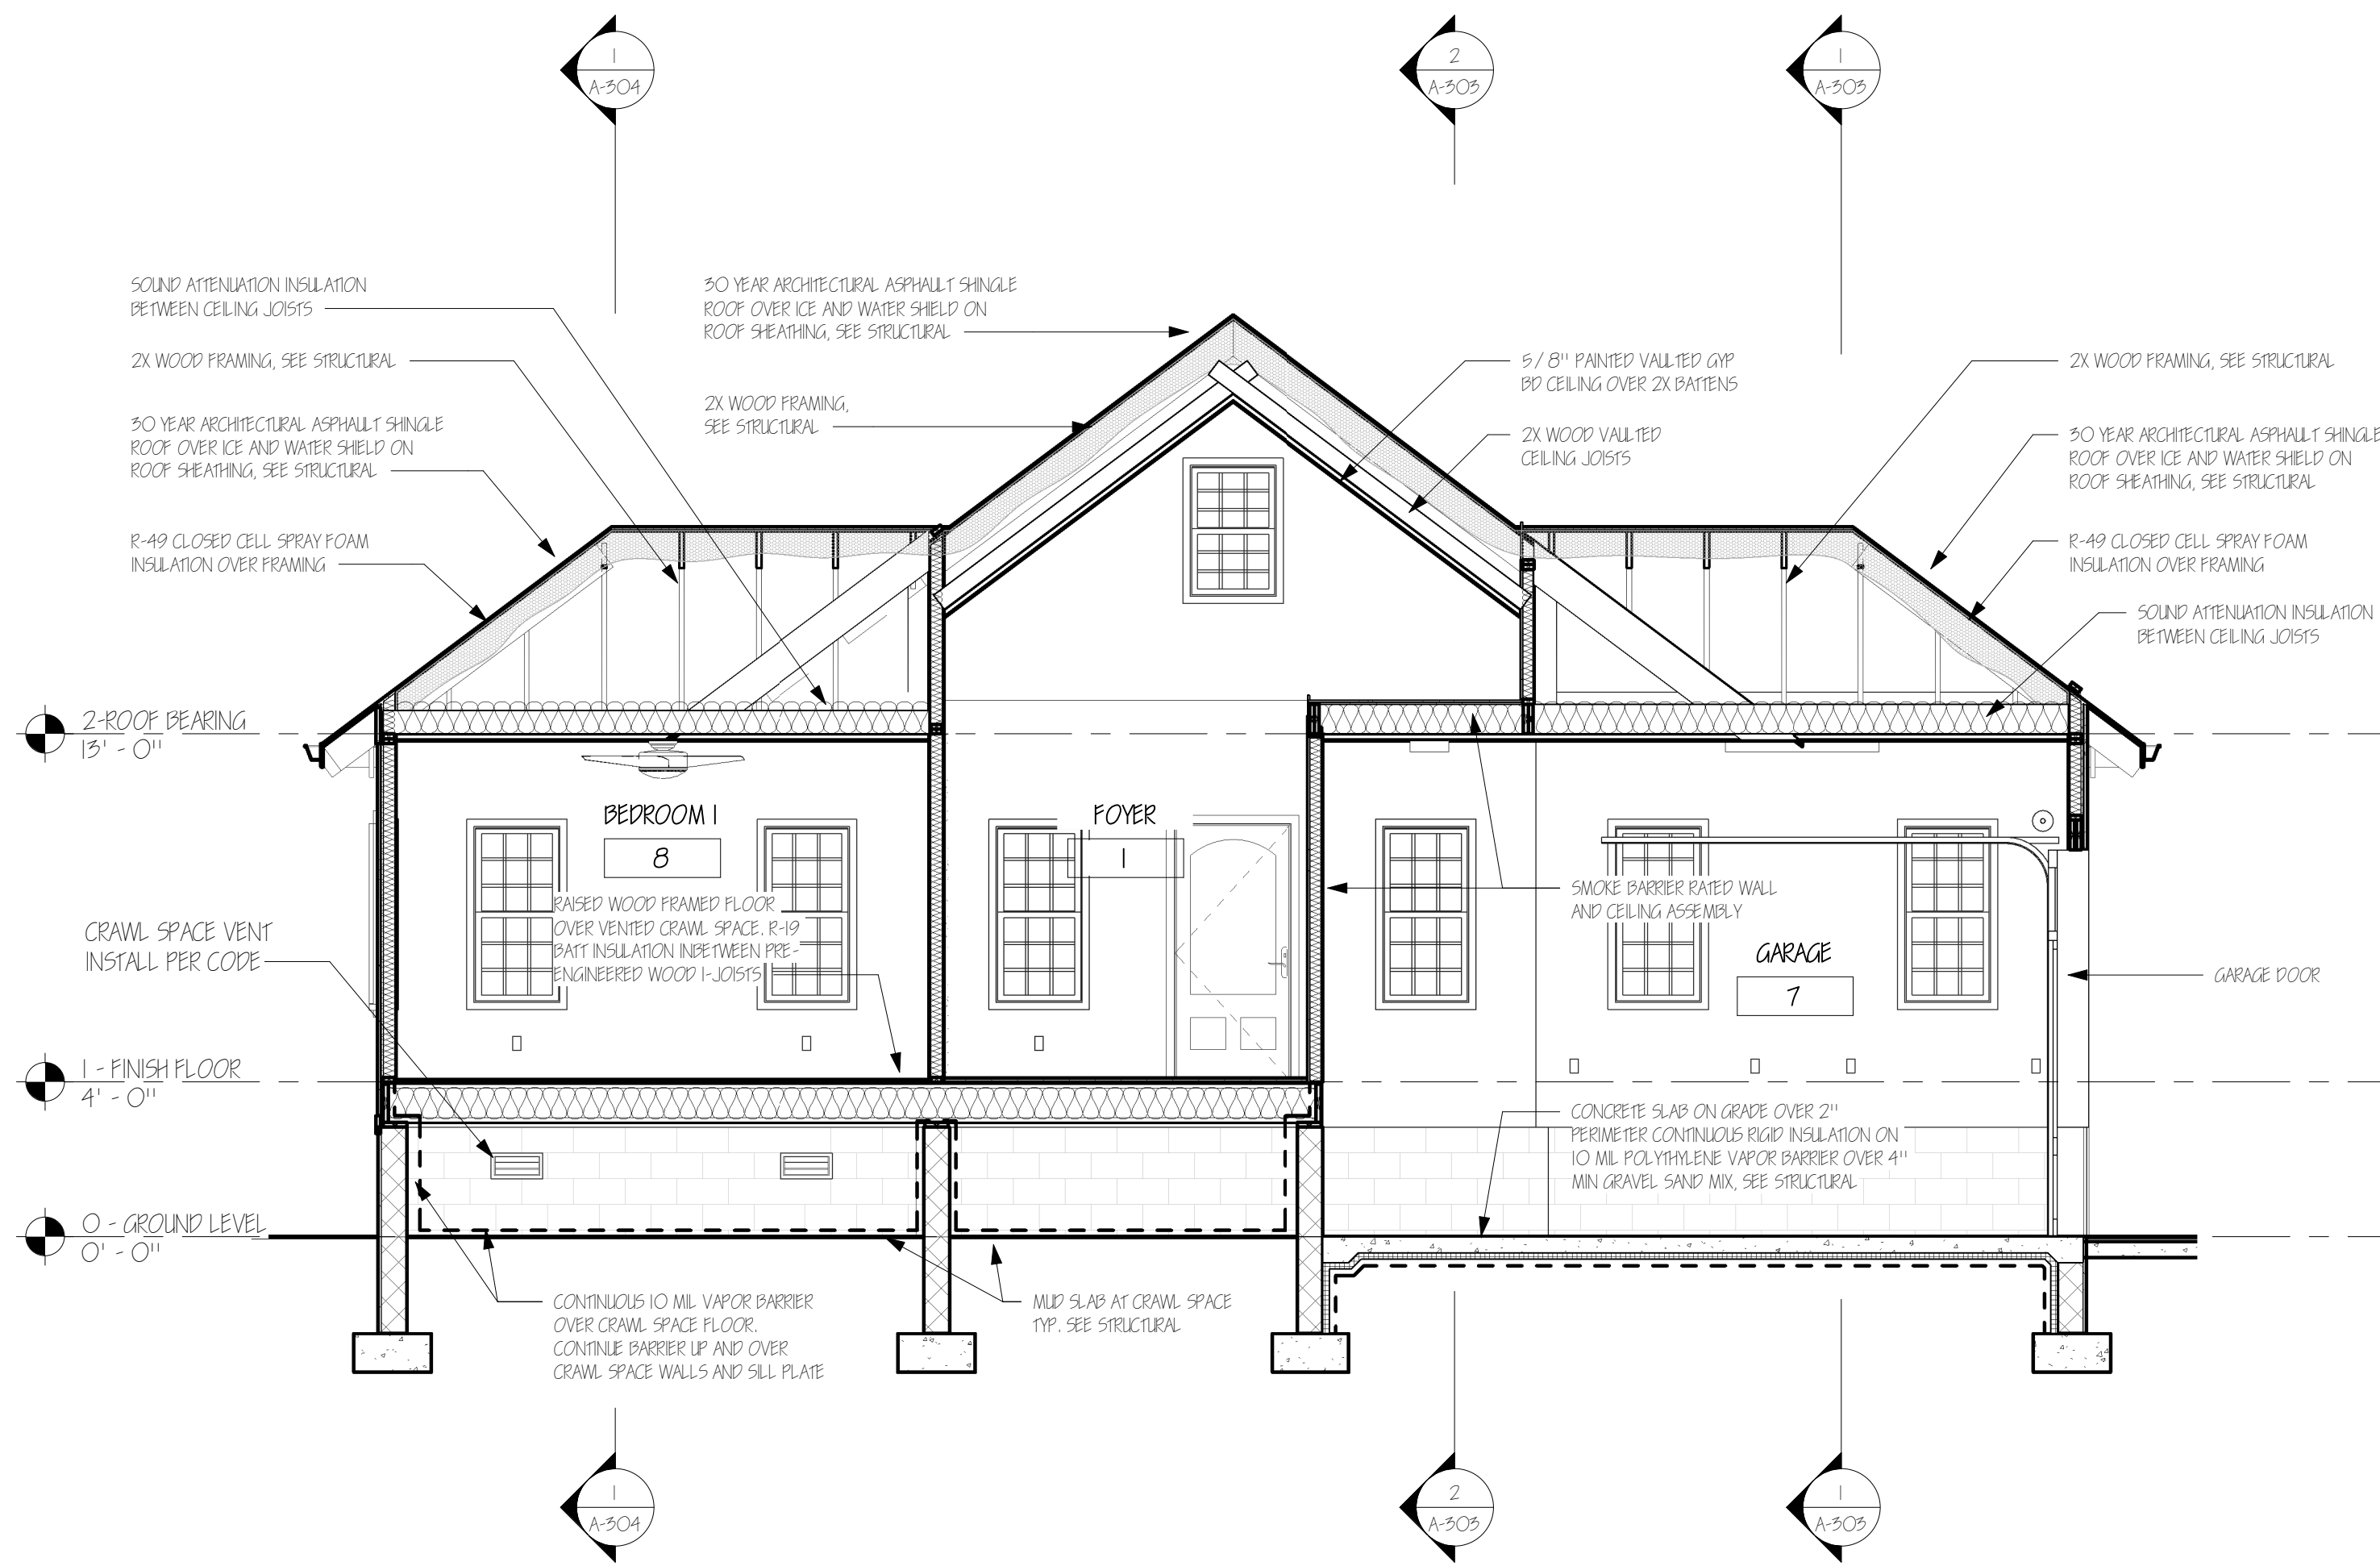 1
A-304
2
A-303
1
A-303
SOUND ATTENUATION INSULATION
BETWEEN CEILING JOISTS
2X WOOD FRAMING, SEE STRUCTURAL
30 YEAR ARCHITECTURAL ASPHAULT SHINGLE
ROOF OVER ICE AND WATER SHIELD ON
ROOF SHEATHING, SEE STRUCTURAL
R-49 CLOSED CELL SPRAY FOAM
INSULATION OVER FRAMING
30 YEAR ARCHITECTURAL ASPHAULT SHINGLE
ROOF OVER ICE AND WATER SHIELD ON
ROOF SHEATHING, SEE STRUCTURAL
2X WOOD FRAMING,
SEE STRUCTURAL
5/8" PAINTED VAULTED GYP
BD CEILING OVER 2X BATTENS
2X WOOD VAULTED
CEILING JOISTS
2X WOOD FRAMING, SEE STRUCTURAL
30 YEAR ARCHITECTURAL ASPHAULT SHINGLE
ROOF OVER ICE AND WATER SHIELD ON
ROOF SHEATHING, SEE STRUCTURAL
R-49 CLOSED CELL SPRAY FOAM
INSULATION OVER FRAMING
SOUND ATTENUATION INSULATION
BETWEEN CEILING JOISTS
2-ROOF BEARING
13' - 0"
BEDROOM 1
8
FOYER
1
RAISED WOOD FRAMED FLOOR
OVER VENTED CRAWL SPACE. R-19
BATT INSULATION INBETWEEN PRE-
ENGINEERED WOOD I-JOISTS
SMOKE BARRIER RATED WALL
AND CEILING ASSEMBLY
GARAGE
7
GARAGE DOOR
CRAWL SPACE VENT
INSTALL PER CODE
1 - FINISH FLOOR
4' - 0"
CONCRETE SLAB ON GRADE OVER 2"
PERIMETER CONTINUOUS RIGID INSULATION ON
10 MIL POLYTHYLENE VAPOR BARRIER OVER 4"
MIN GRAVEL SAND MIX, SEE STRUCTURAL
0 - GROUND LEVEL
0' - 0"
CONTINUOUS 10 MIL VAPOR BARRIER
OVER CRAWL SPACE FLOOR.
CONTINUE BARRIER UP AND OVER
CRAWL SPACE WALLS AND SILL PLATE
MUD SLAB AT CRAWL SPACE
TYP. SEE STRUCTURAL
1
A-304
2
A-303
1
A-303